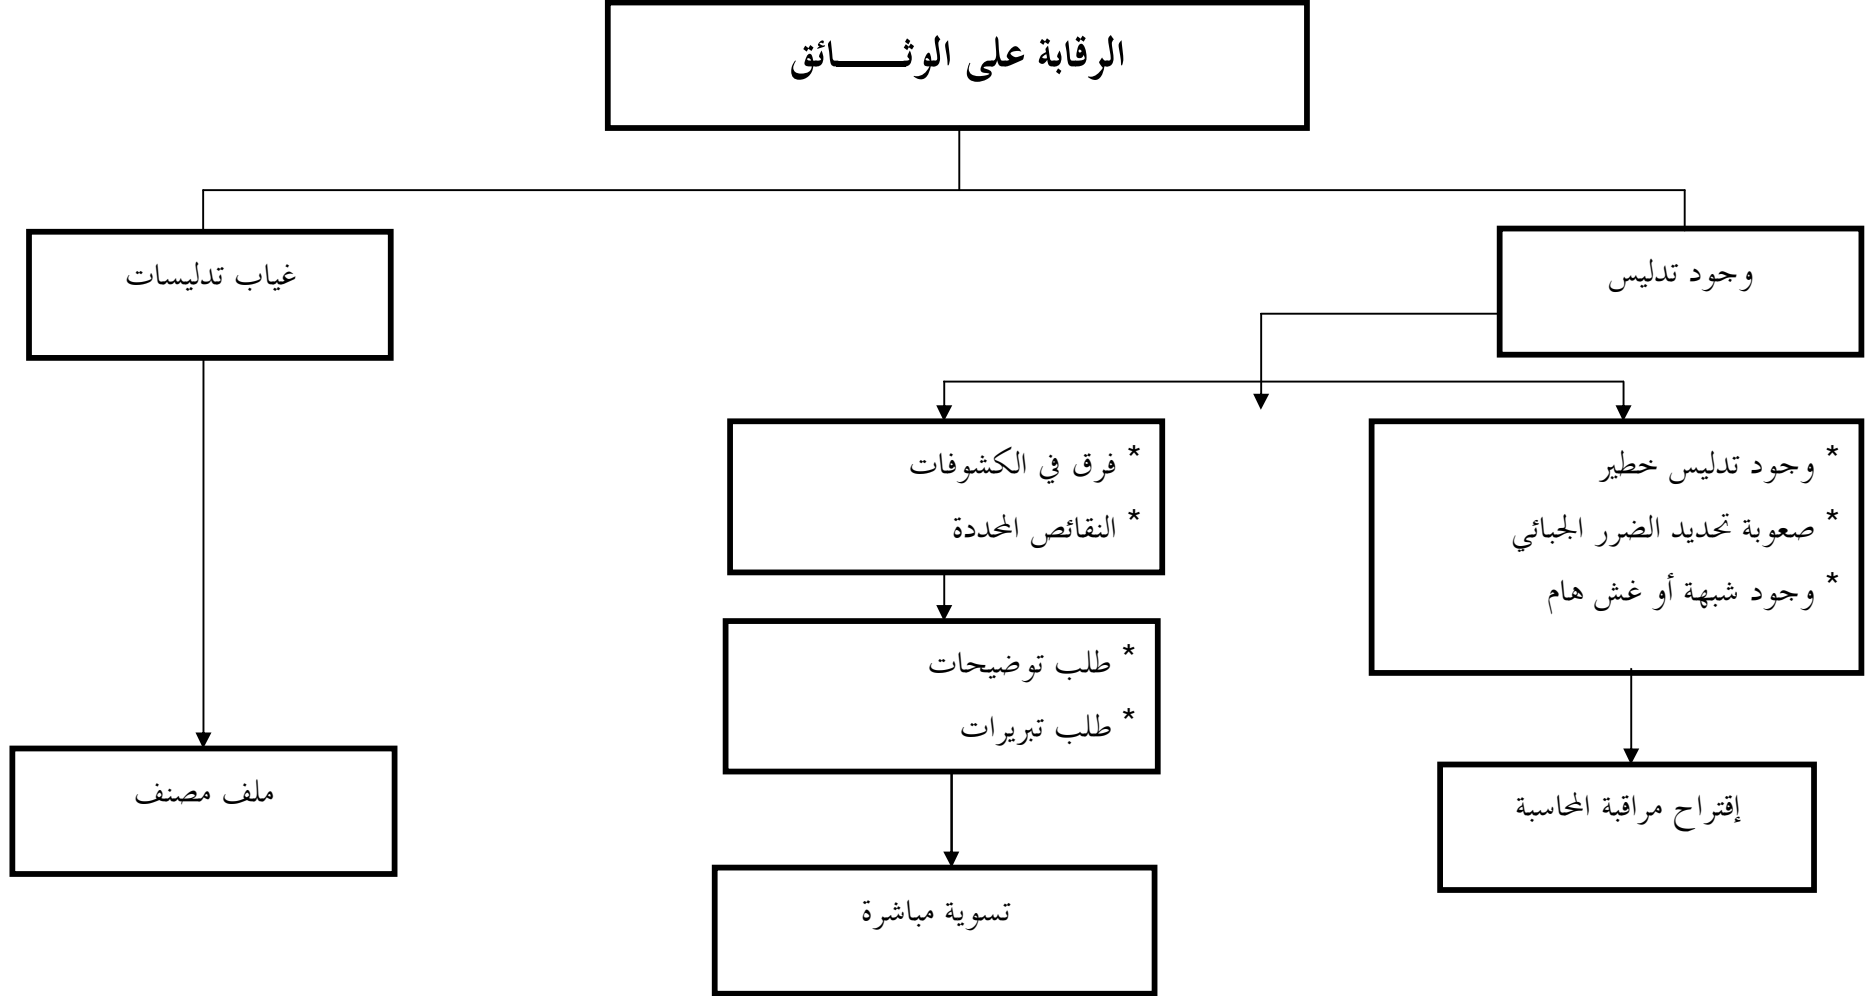 الرقابة على الوثـــــائق
وجود تدليس
غياب تدليسات
* وجود تدليس خطير
* صعوبة تحديد الضرر الجبائي
* وجود شبهة أو غش هام
* فرق في الكشوفات
* النقائص المحددة
* طلب توضيحات
* طلب تبريرات
إقتراح مراقبة المحاسبة
تسوية مباشرة
ملف مصنف